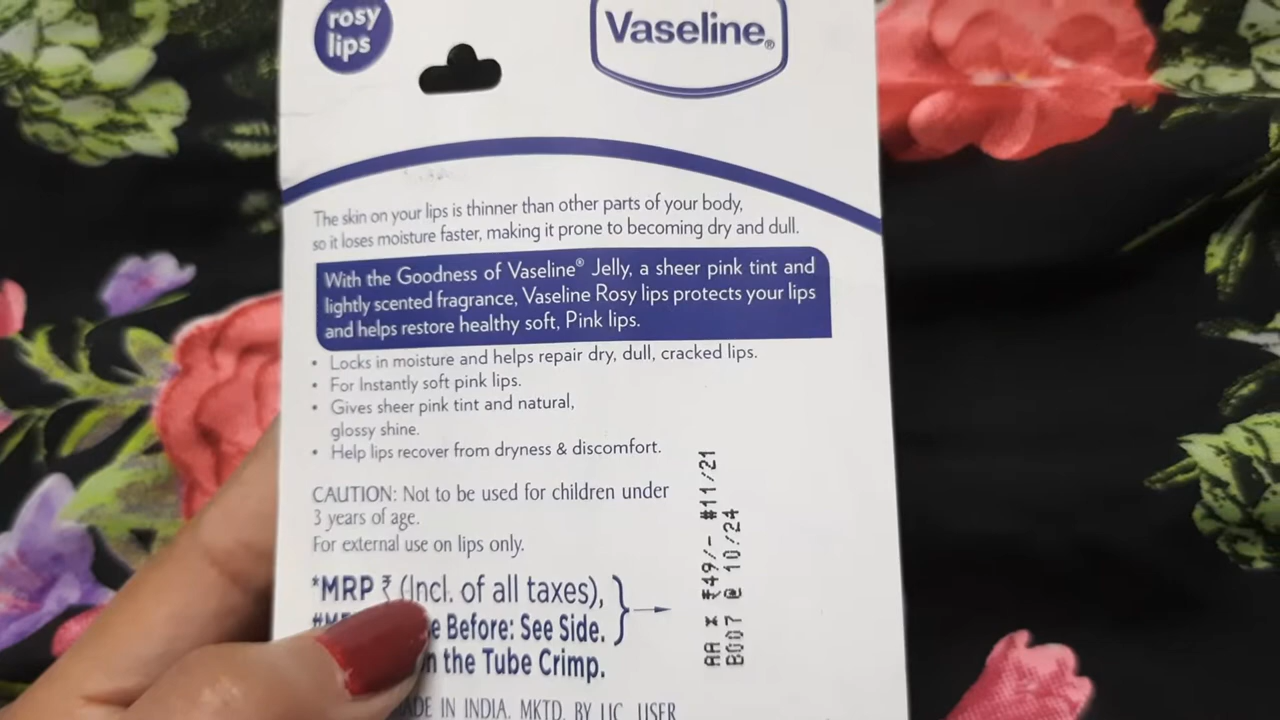 rosy
lips
Vaseline®
The skin on your lips is thinner than other parts of your body,
so it loses moisture faster, making it prone to becoming dry and dull.
With the Goodness of Vaseline® Jelly, a sheer pink tint and
lightly scented fragrance, Vaseline Rosy lips protects your lips
and helps restore healthy soft, Pink lips.
• Locks in moisture and helps repair dry, dull, cracked lips.
• For Instantly soft pink lips.
• Gives sheer pink tint and natural,
glossy shine.
• Help lips recover from dryness & discomfort.
CAUTION: Not to be used for children under
3 years of age.
For external use on lips only.
*MRP ₹ (Incl. of all taxes),
Before: See Side.
the Tube Crimp.
IN INDIA. MKTD. BY
₹49/- #11/21
B007 @ 10/24